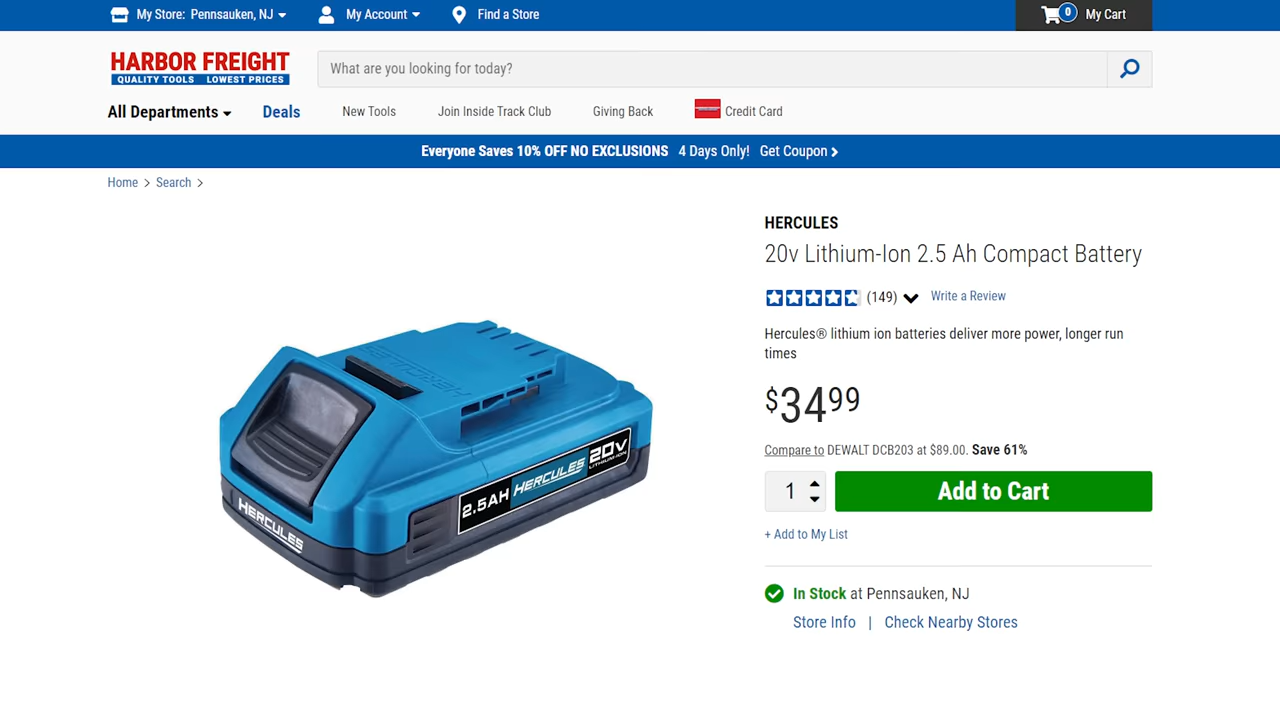 My Store: Pennsauken, NJ
My Account
Find a Store
0
My Cart
HARBOR FREIGHT
QUALITY TOOLS LOWEST PRICES
What are you looking for today?
All Departments
Deals
New Tools
Join Inside Track Club
Giving Back
Credit Card
Everyone Saves 10% OFF NO EXCLUSIONS 4 Days Only! Get Coupon
Home > Search >
HERCULES
20v Lithium-Ion 2.5 Ah Compact Battery
(149)
Write a Review
Hercules® lithium ion batteries deliver more power, longer run
times
$3499
Compare to DEWALT DCB203 at $89.00. Save 61%
1
Add to Cart
+ Add to My List
In Stock at Pennsauken, NJ
Store Info | Check Nearby Stores
HERCULES
2.5AH HERCULES 20V
LITHIUM-ION
HERCULES